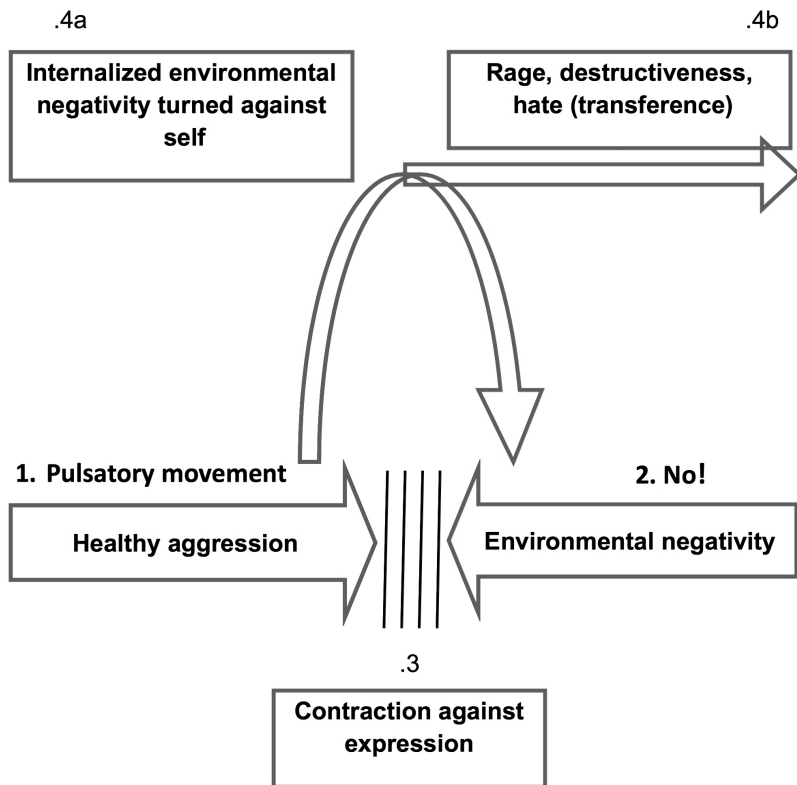 .4a
.4b
Internalized environmental
negativity turned against
self
Rage, destructiveness,
hate (transference)
1. Pulsatory movement
2. No!
Healthy aggression
Environmental negativity
.3
Contraction against
expression